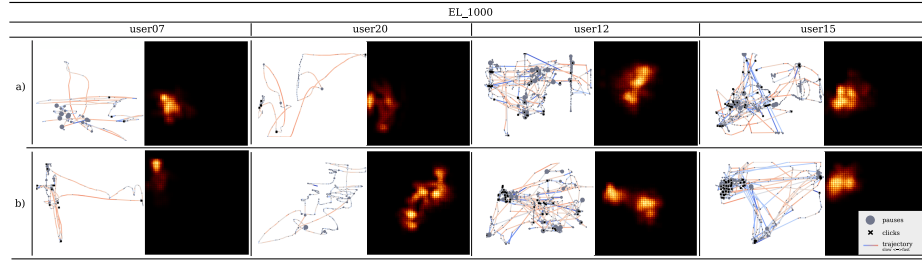 EL_1000
user07 user20 user12 user15
a)
b)
pauses
clicks
trajectory